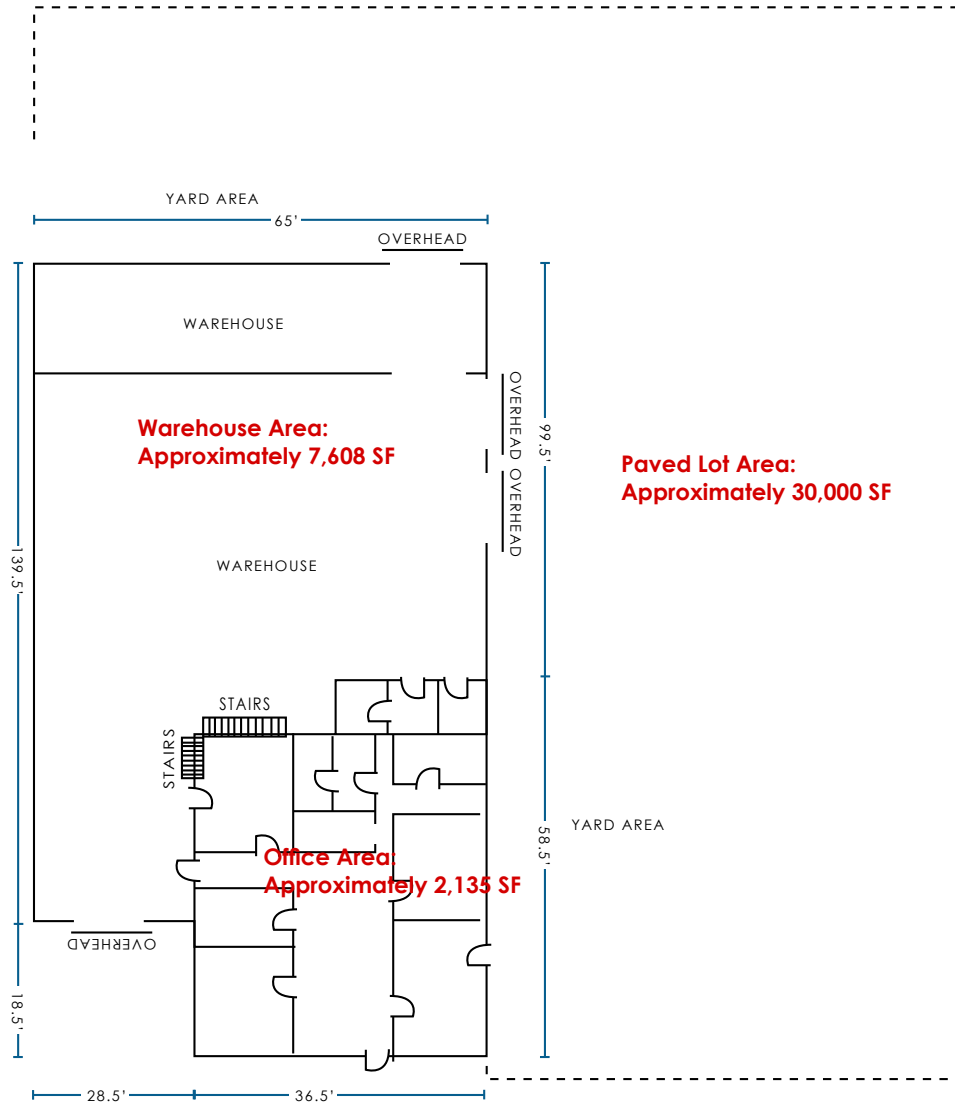 YARD AREA
65'
OVERHEAD
WAREHOUSE
OVERHEAD
99.5'
Warehouse Area:
Approximately 7,608 SF
Paved Lot Area:
Approximately 30,000 SF
OVERHEAD
WAREHOUSE
139.5'
STAIRS
STAIRS
58.5'
YARD AREA
Office Area:
Approximately 2,135 SF
OVERHEAD
18.5'
28.5'
36.5'